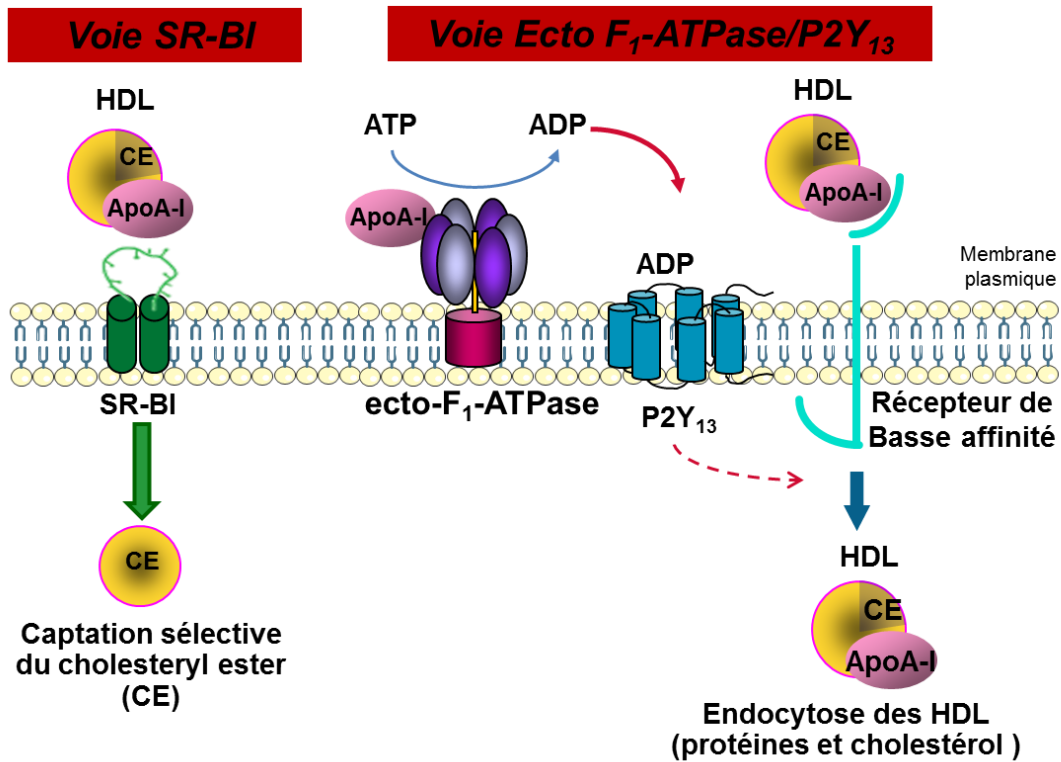 Voie SR-BI
HDL
CE
ApoA-I
SR-BI
CE
Captation sélective
du cholesteryl ester
(CE)
Voie Ecto F₁-ATPase/P2Y₁₃
ATP
ADP
ApoA-I
ecto-F₁-ATPase
ADP
P2Y₁₃
HDL
CE
ApoA-I
Membrane
plasmique
Récepteur de
Basse affinité
HDL
CE
ApoA-I
Endocytose des HDL
(protéines et cholestérol )